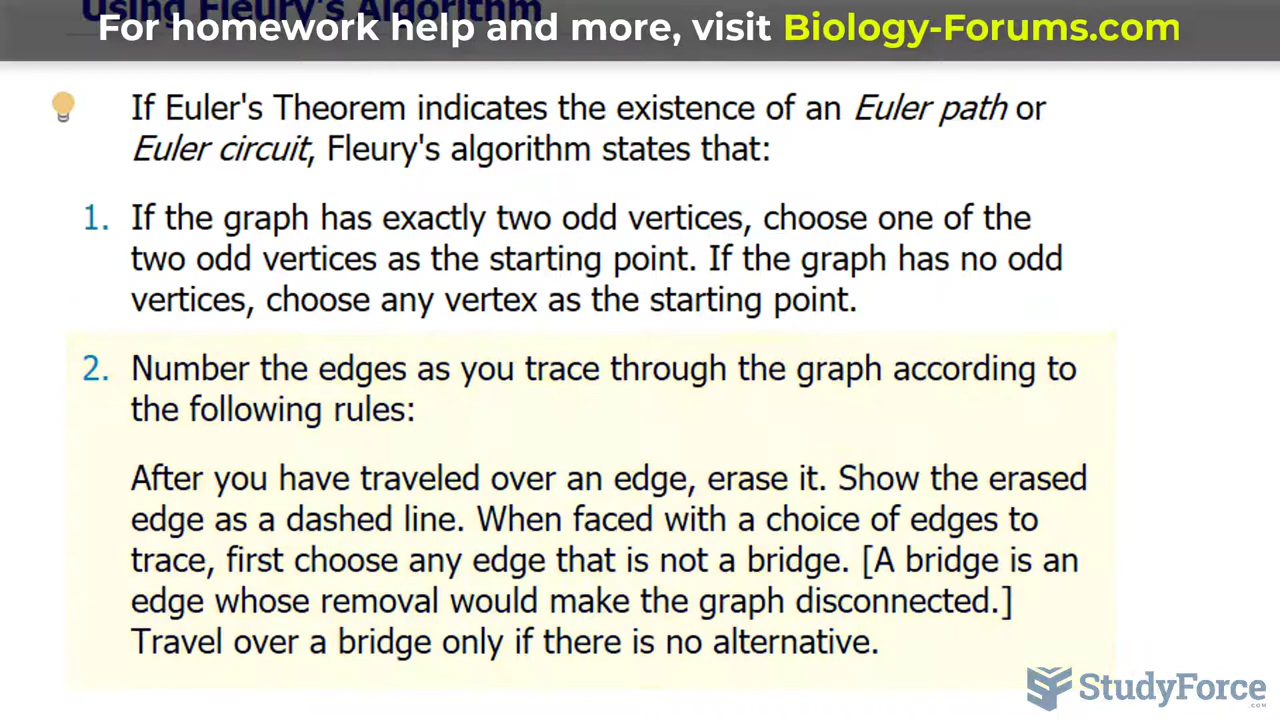 Using Fleury's Algorithm
For homework help and more, visit Biology-Forums.com
If Euler's Theorem indicates the existence of an Euler path or
Euler circuit, Fleury's algorithm states that:
1. If the graph has exactly two odd vertices, choose one of the
two odd vertices as the starting point. If the graph has no odd
vertices, choose any vertex as the starting point.
2. Number the edges as you trace through the graph according to
the following rules:
After you have traveled over an edge, erase it. Show the erased
edge as a dashed line. When faced with a choice of edges to
trace, first choose any edge that is not a bridge. [A bridge is an
edge whose removal would make the graph disconnected.]
Travel over a bridge only if there is no alternative.
StudyForce
.COM